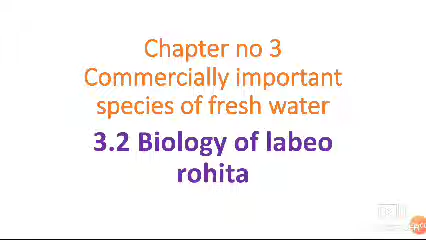 Chapter no 3
Commercially important
species of fresh water
3.2 Biology of labeo
rohita